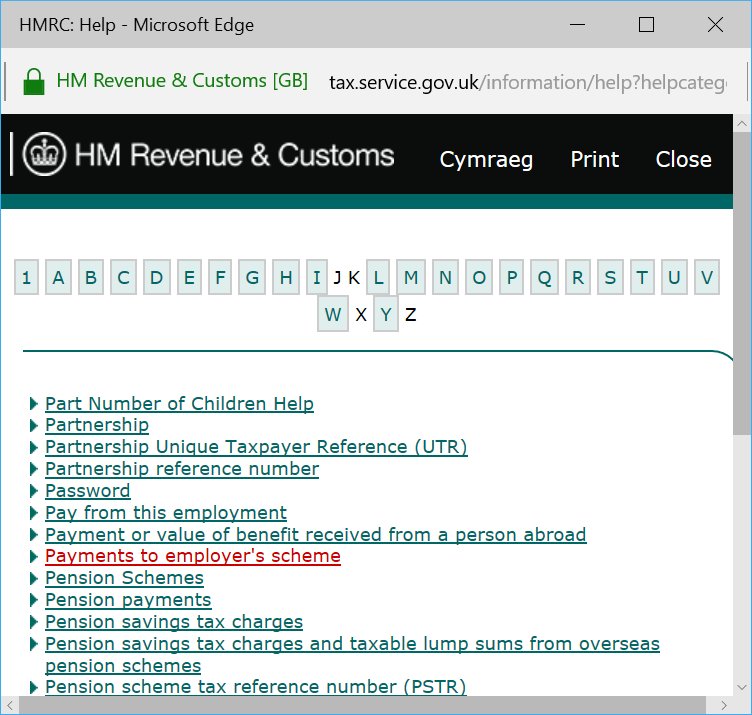 HMRC: Help - Microsoft Edge
HM Revenue & Customs [GB] tax.service.gov.uk/information/help?helpcateg
HM Revenue & Customs Cymraeg Print Close
1 A B C D E F G H I J K L M N O P Q R S T U V
W X Y Z
Part Number of Children Help
Partnership
Partnership Unique Taxpayer Reference (UTR)
Partnership reference number
Password
Pay from this employment
Payment or value of benefit received from a person abroad
Payments to employer's scheme
Pension Schemes
Pension payments
Pension savings tax charges
Pension savings tax charges and taxable lump sums from overseas
pension schemes
Pension scheme tax reference number (PSTR)